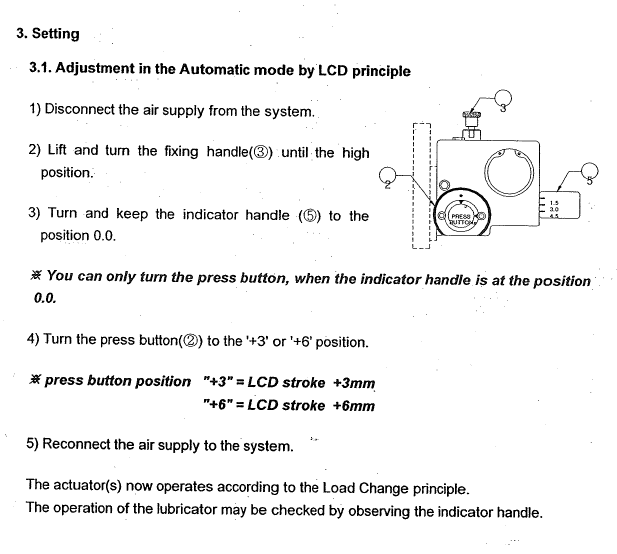 3. Setting
3.1. Adjustment in the Automatic mode by LCD principle
1) Disconnect the air supply from the system.
2) Lift and turn the fixing handle(③) until the high
position.
3) Turn and keep the indicator handle (⑤) to the
position 0.0.
3
2
5
1.5
3.0
4.5
PRESS
BUTTON
※ You can only turn the press button, when the indicator handle is at the position
0.0.
4) Turn the press button(②) to the '+3' or '+6' position.
※ press button position "+3" = LCD stroke +3mm
"+6" = LCD stroke +6mm
5) Reconnect the air supply to the system.
The actuator(s) now operates according to the Load Change principle.
The operation of the lubricator may be checked by observing the indicator handle.